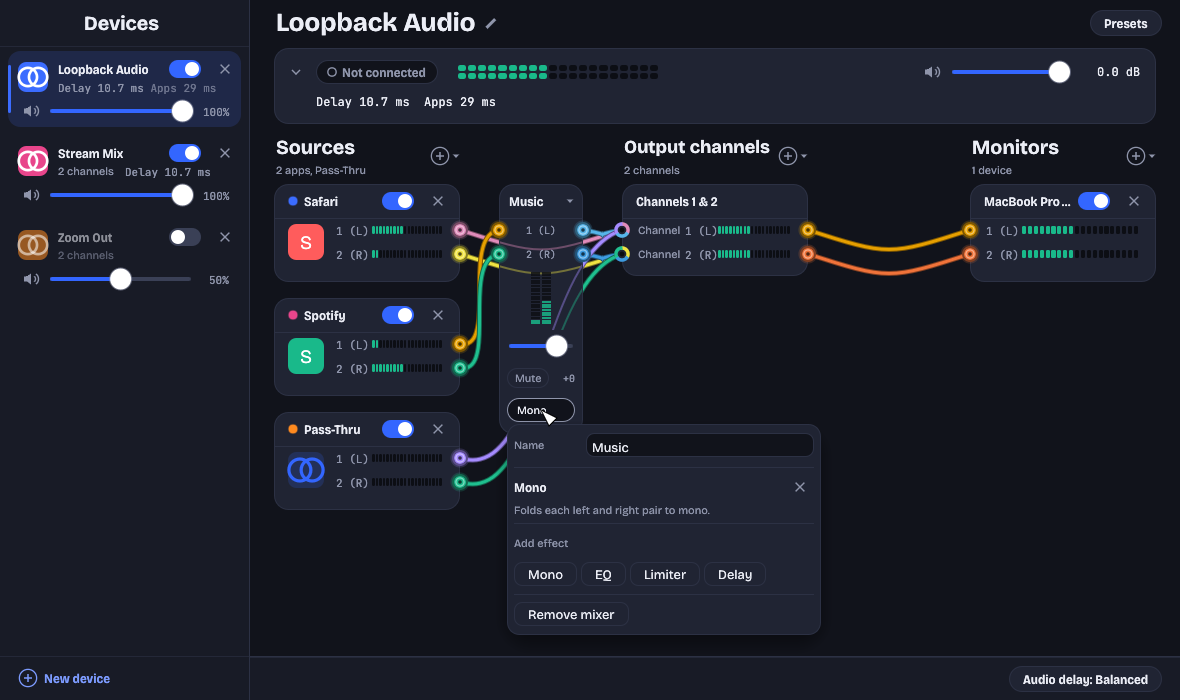 Devices
Loopback Audio
Delay 10.7 ms Apps 29 ms
100%
Stream Mix
2 channels Delay 10.7 ms
100%
Zoom Out
2 channels
50%
New device
Loopback Audio
Presets
Not connected
0.0 dB
Delay 10.7 ms Apps 29 ms
Sources
2 apps, Pass-Thru
Safari
S
1 (L)
2 (R)
Spotify
S
1 (L)
2 (R)
Pass-Thru
1 (L)
2 (R)
Music
1 (L)
2 (R)
Mute +0
Mono
Output channels
2 channels
Channels 1 & 2
Channel 1 (L)
Channel 2 (R)
Monitors
1 device
MacBook Pro ...
1 (L)
2 (R)
Name Music
Mono
Folds each left and right pair to mono.
Add effect
Mono EQ Limiter Delay
Remove mixer
Audio delay: Balanced